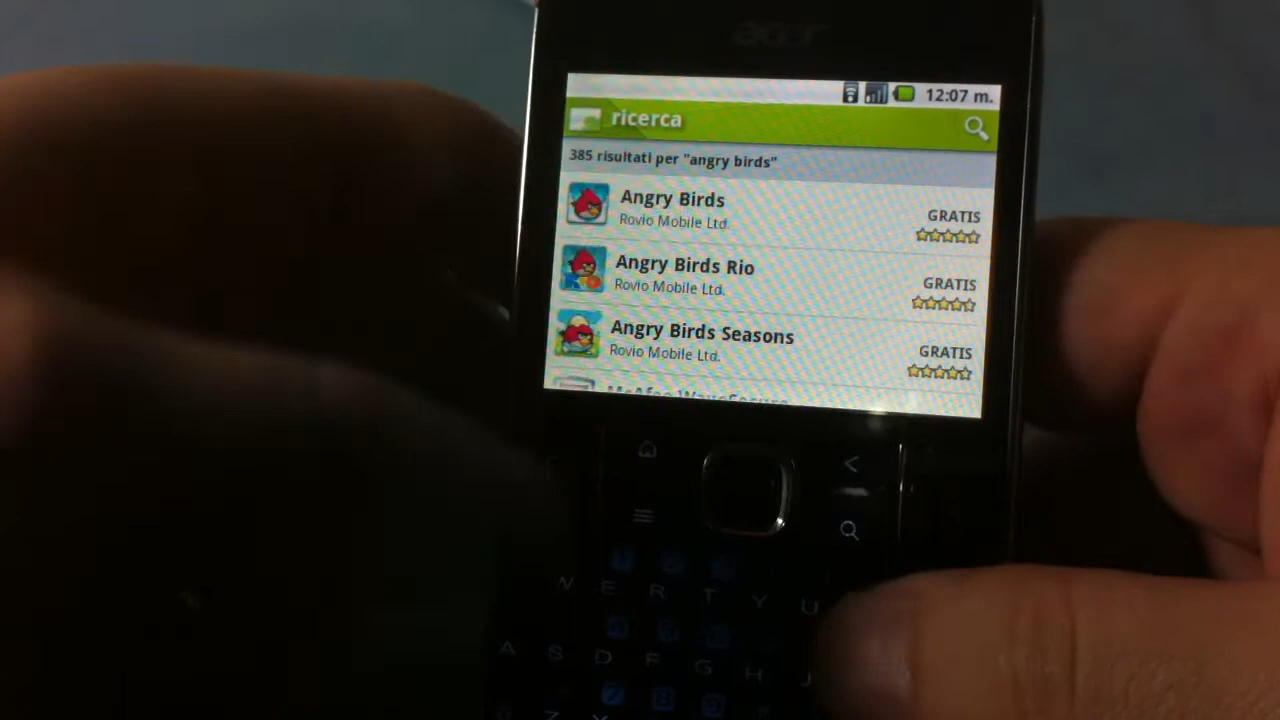 acer
12:07 m.
ricerca
385 risultati per "angry birds"
Angry Birds
Rovio Mobile Ltd.
GRATIS
Angry Birds Rio
Rovio Mobile Ltd.
GRATIS
Angry Birds Seasons
Rovio Mobile Ltd.
GRATIS
W E R T Y U
A S D F G H J
Z